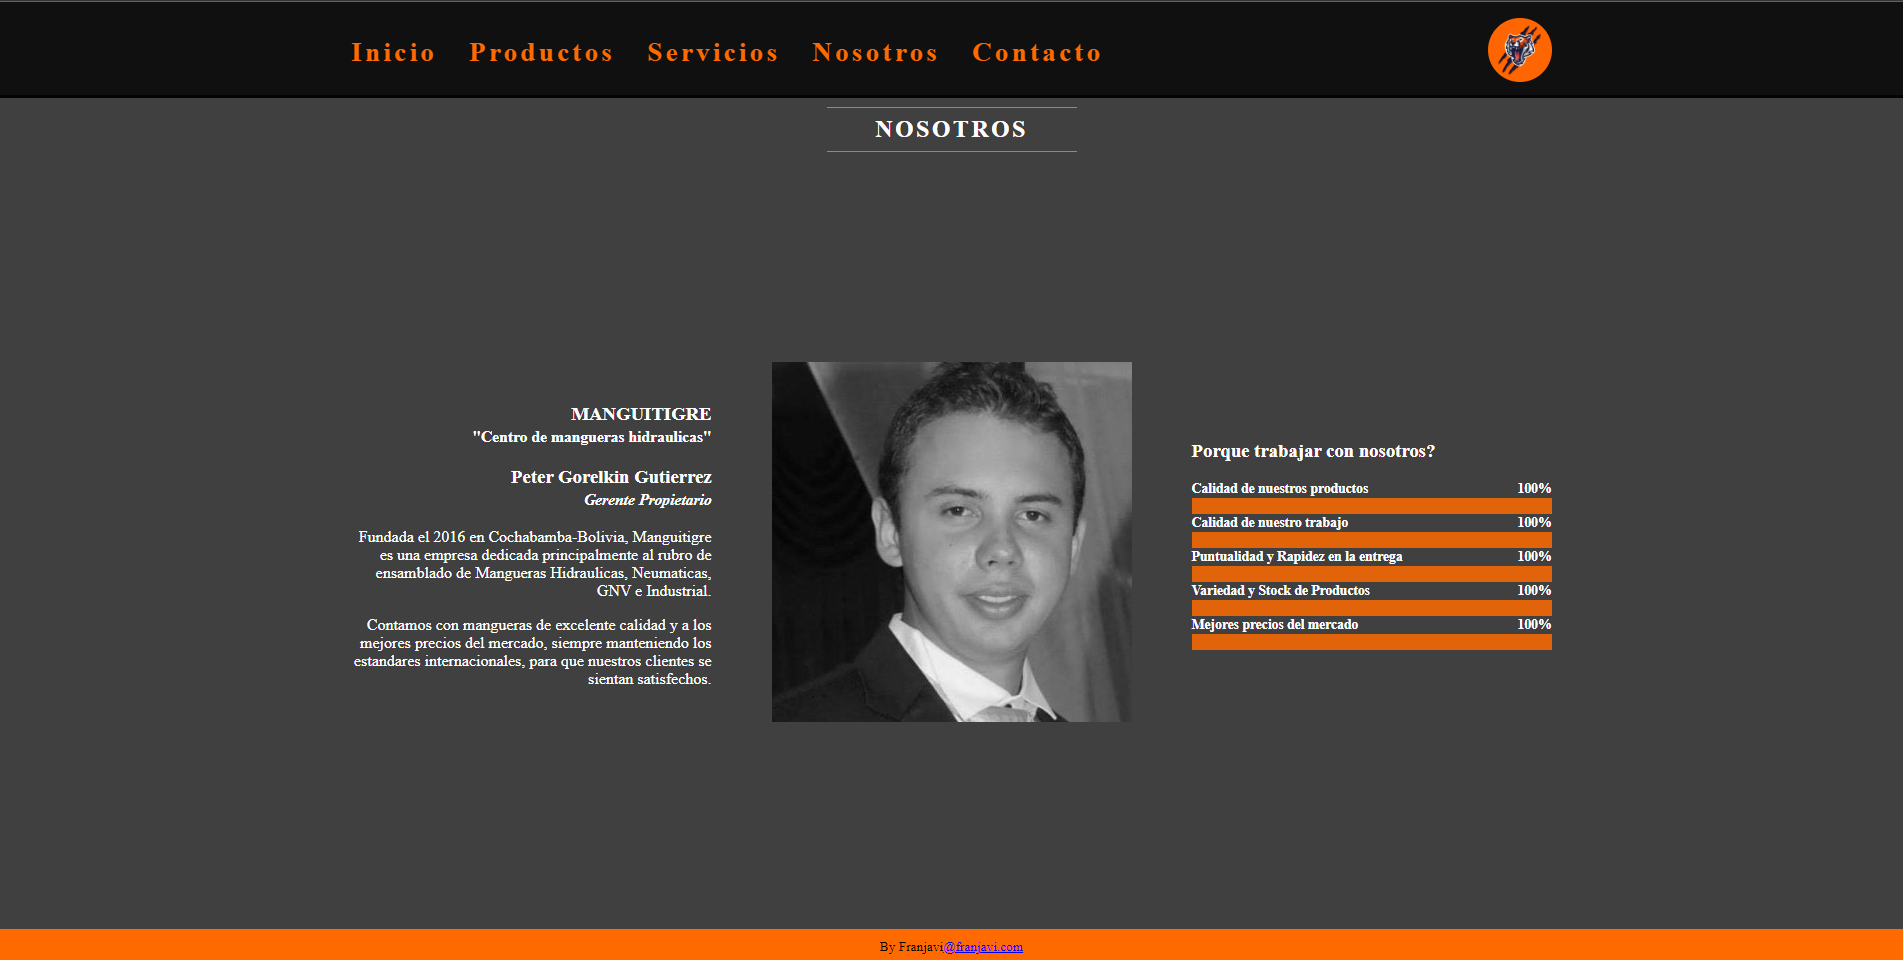 Inicio Productos Servicios Nosotros Contacto
NOSOTROS
MANGUITIGRE
"Centro de mangueras hidraulicas"
Peter Gorelkin Gutierrez
Gerente Propietario
Fundada el 2016 en Cochabamba-Bolivia, Manguitigre
es una empresa dedicada principalmente al rubro de
ensamblado de Mangueras Hidraulicas, Neumaticas,
GNV e Industrial.
Contamos con mangueras de excelente calidad y a los
mejores precios del mercado, siempre manteniendo los
estandares internacionales, para que nuestros clientes se
sientan satisfechos.
Porque trabajar con nosotros?
Calidad de nuestros productos 100%
Calidad de nuestro trabajo 100%
Puntualidad y Rapidez en la entrega 100%
Variedad y Stock de Productos 100%
Mejores precios del mercado 100%
By Franjavi@franjavi.com